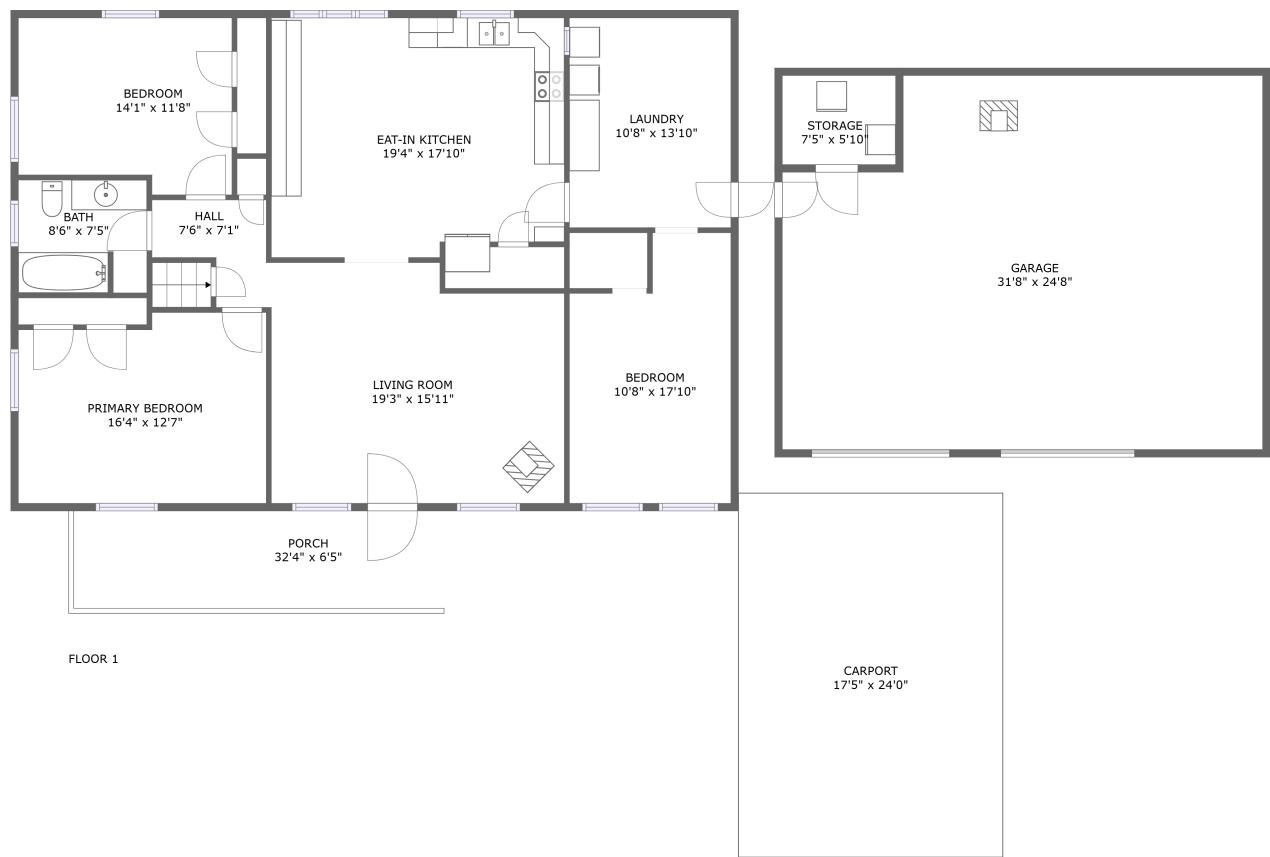 BEDROOM
14'1" x 11'8"
EAT-IN KITCHEN
19'4" x 17'10"
LAUNDRY
10'8" x 13'10"
STORAGE
7'5" x 5'10"
BATH
8'6" x 7'5"
HALL
7'6" x 7'1"
GARAGE
31'8" x 24'8"
PRIMARY BEDROOM
16'4" x 12'7"
LIVING ROOM
19'3" x 15'11"
BEDROOM
10'8" x 17'10"
PORCH
32'4" x 6'5"
FLOOR 1
CARPORT
17'5" x 24'0"